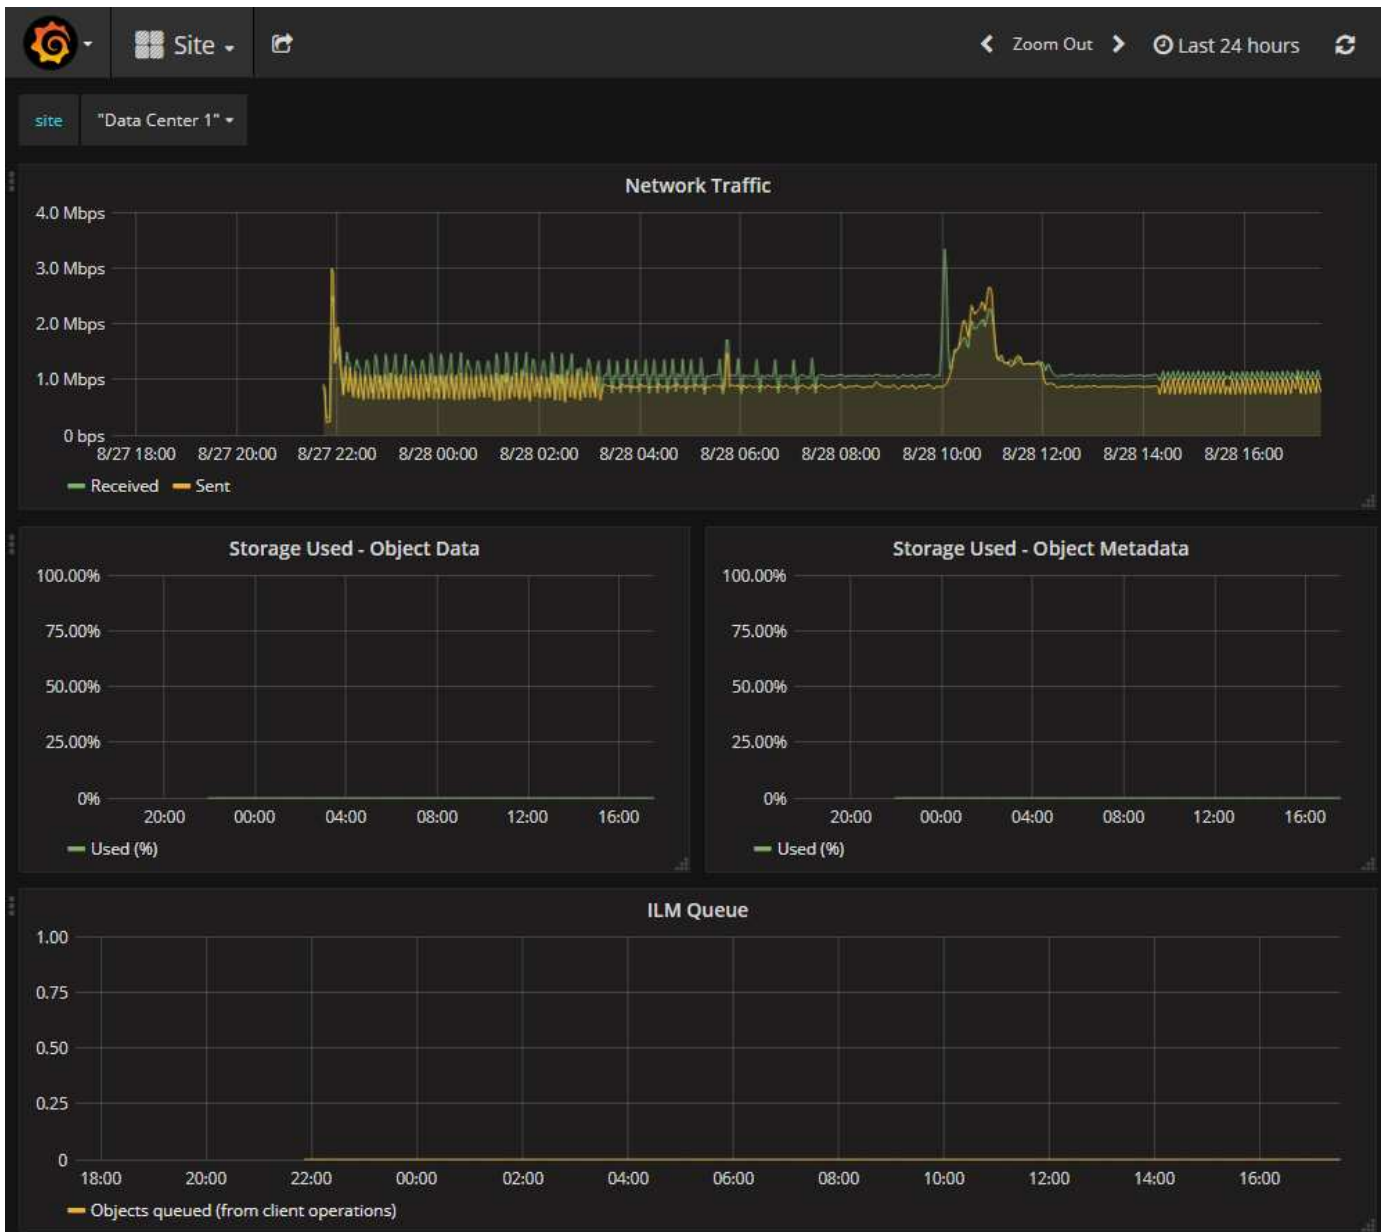 Site
Zoom Out
Last 24 hours
site "Data Center 1"
Network Traffic
4.0 Mbps
3.0 Mbps
2.0 Mbps
1.0 Mbps
0 bps
8/27 18:00 8/27 20:00 8/27 22:00 8/28 00:00 8/28 02:00 8/28 04:00 8/28 06:00 8/28 08:00 8/28 10:00 8/28 12:00 8/28 14:00 8/28 16:00
Received Sent
Storage Used - Object Data
100.00%
75.00%
50.00%
25.00%
0%
20:00 00:00 04:00 08:00 12:00 16:00
Used (%)
Storage Used - Object Metadata
100.00%
75.00%
50.00%
25.00%
0%
20:00 00:00 04:00 08:00 12:00 16:00
Used (%)
ILM Queue
1.00
0.75
0.50
0.25
0
18:00 20:00 22:00 00:00 02:00 04:00 06:00 08:00 10:00 12:00 14:00 16:00
Objects queued (from client operations)